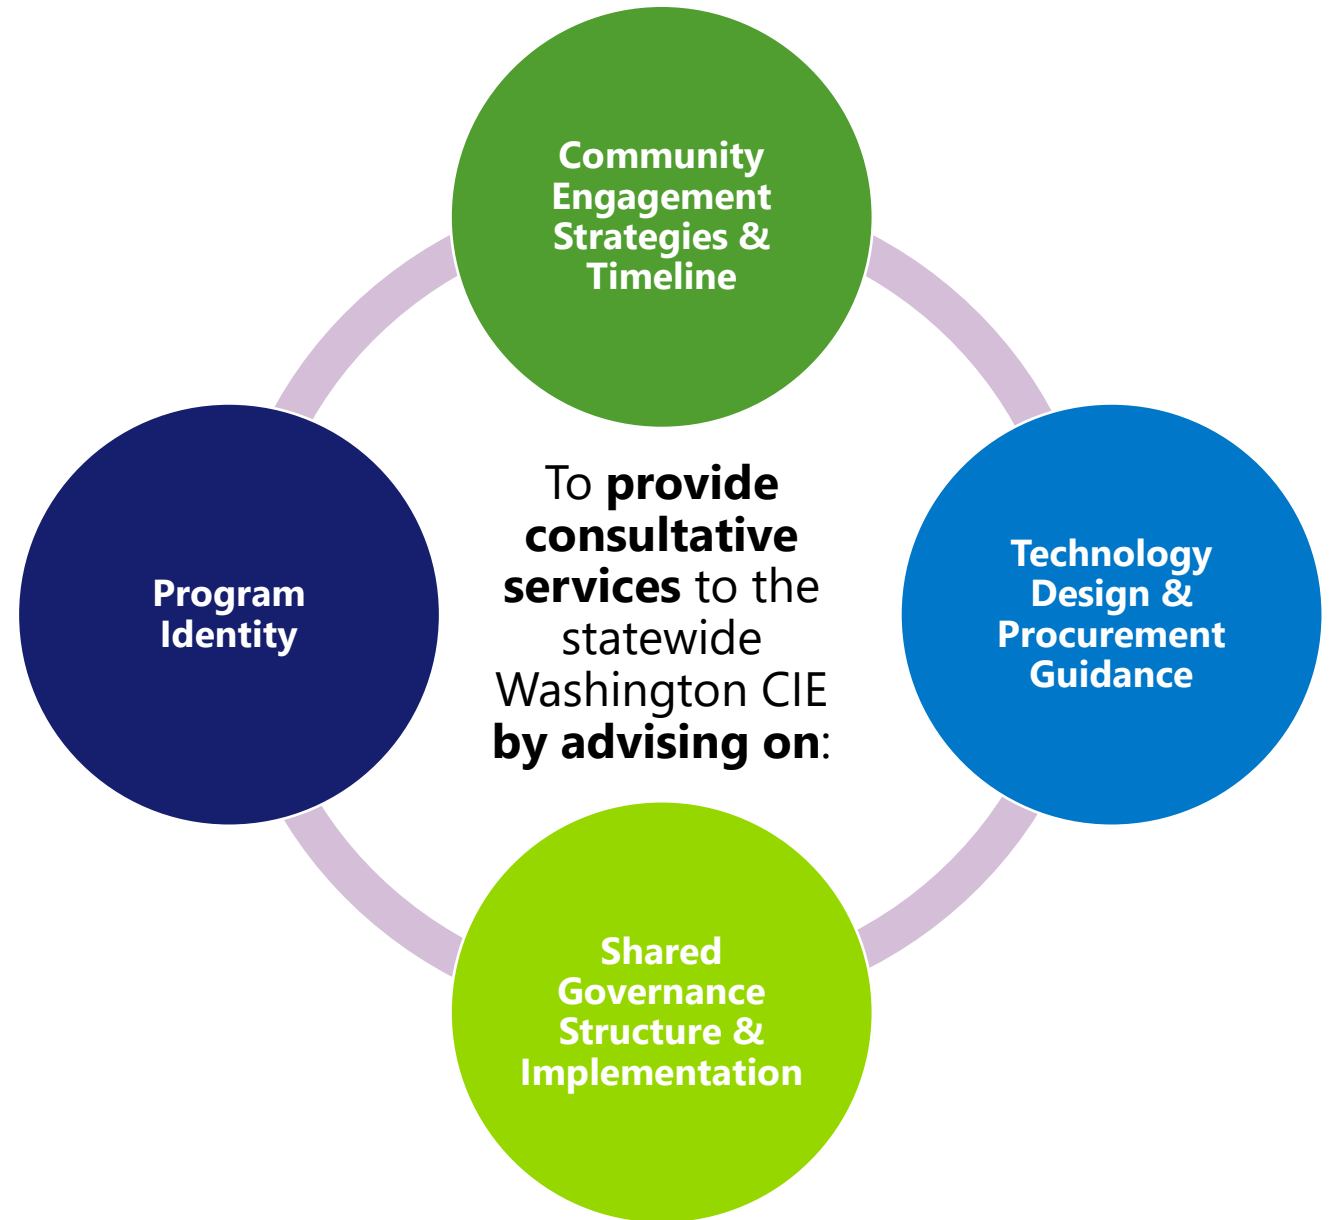 Community
Engagement
Strategies &
Timeline
Program
Identity
To provide
consultative
services to the
statewide
Washington CIE
by advising on:
Technology
Design &
Procurement
Guidance
Shared
Governance
Structure &
Implementation